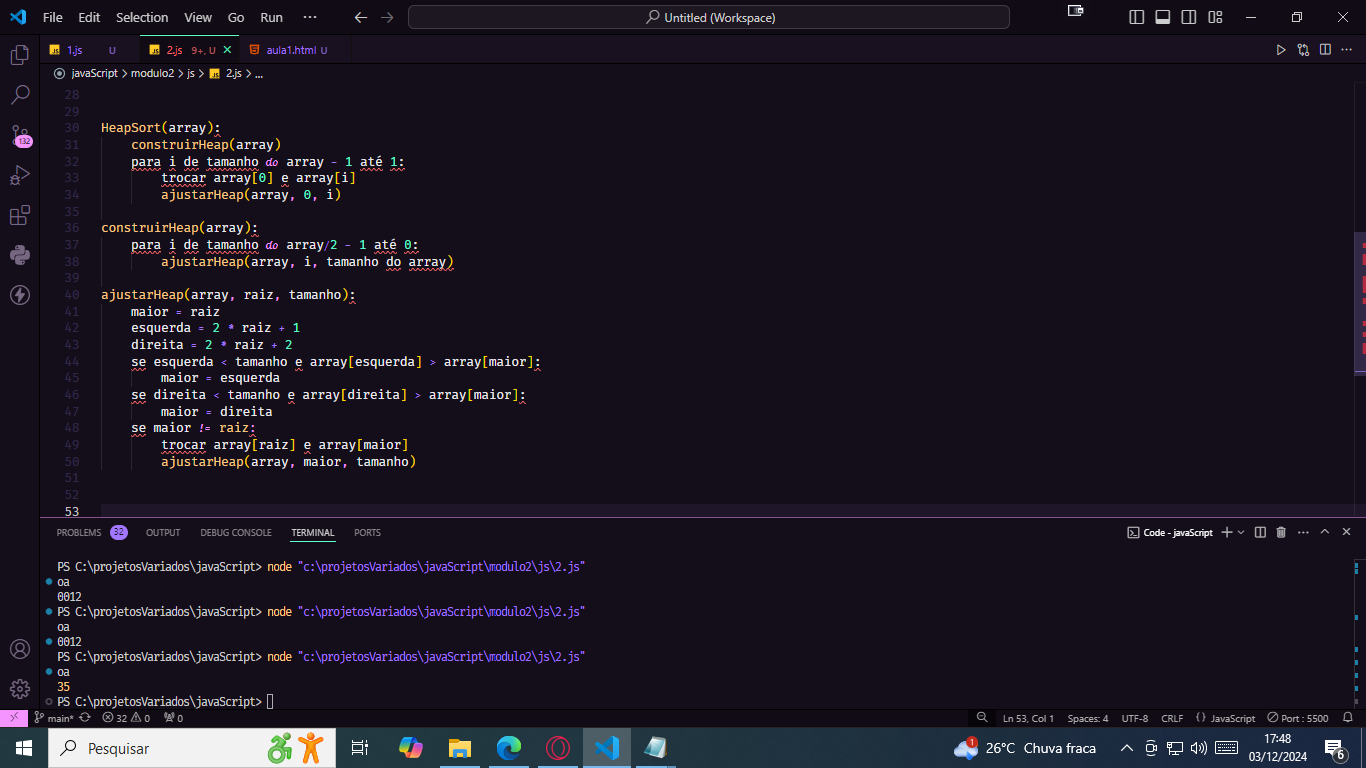 File Edit Selection View Go Run ··· Untitled (Workspace)
1.js U 2.js 9+, U aula1.html U
javaScript > modulo2 > js > 2.js > ...
28
29
30 HeapSort(array):
31 construirHeap(array)
32 para i de tamanho do array - 1 até 1:
33 trocar array[0] e array[i]
34 ajustarHeap(array, 0, i)
35
36 construirHeap(array):
37 para i de tamanho do array/2 - 1 até 0:
38 ajustarHeap(array, i, tamanho do array)
39
40 ajustarHeap(array, raiz, tamanho):
41 maior = raiz
42 esquerda = 2 * raiz + 1
43 direita = 2 * raiz + 2
44 se esquerda < tamanho e array[esquerda] > array[maior]:
45 maior = esquerda
46 se direita < tamanho e array[direita] > array[maior]:
47 maior = direita
48 se maior != raiz:
49 trocar array[raiz] e array[maior]
50 ajustarHeap(array, maior, tamanho)
51
52
53
132
PROBLEMS 32 OUTPUT DEBUG CONSOLE TERMINAL PORTS Code - javaScript
PS C:\projetosVariados\javaScript> node "c:\projetosVariados\javaScript\modulo2\js\2.js"
oa
0012
PS C:\projetosVariados\javaScript> node "c:\projetosVariados\javaScript\modulo2\js\2.js"
oa
0012
PS C:\projetosVariados\javaScript> node "c:\projetosVariados\javaScript\modulo2\js\2.js"
oa
35
PS C:\projetosVariados\javaScript>
main* 32 0 0 Ln 53, Col 1 Spaces: 4 UTF-8 CRLF {} JavaScript Port : 5500
Pesquisar 1 26°C Chuva fraca 17:48
03/12/2024 6